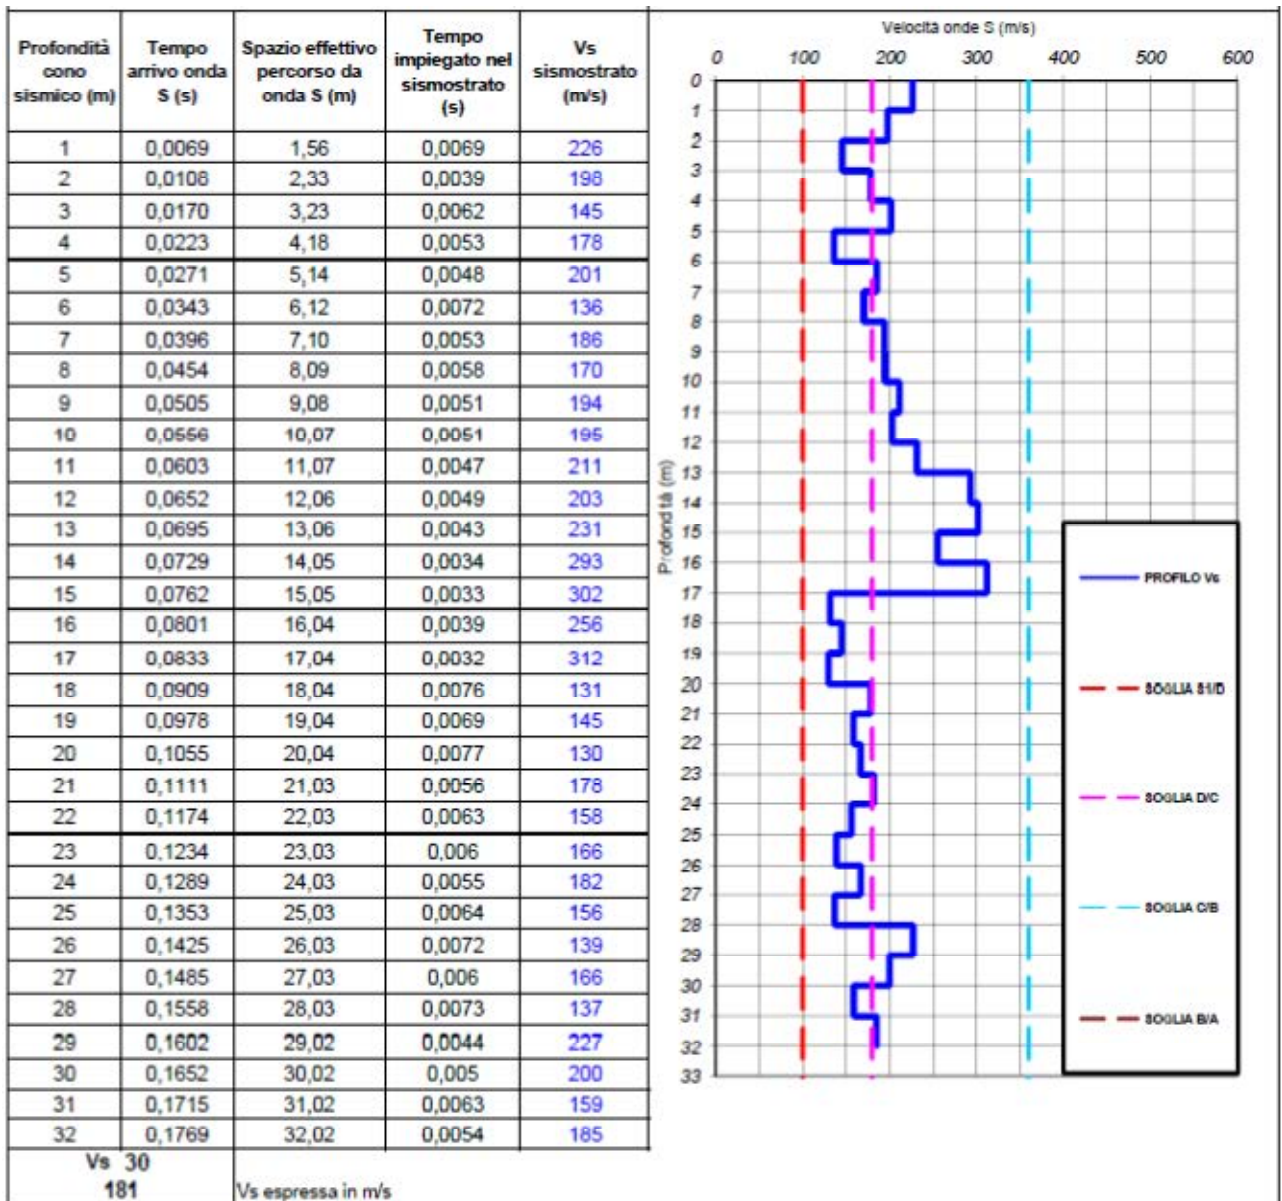 Profondità cono sismico (m) Tempo arrivo onda S (s) Spazio effettivo percorso da onda S (m) Tempo impiegato nel sismostrato (s) Vs sismostrato (m/s)
1 0,0069 1,56 0,0069 226
2 0,0108 2,33 0,0039 198
3 0,0170 3,23 0,0062 145
4 0,0223 4,18 0,0053 178
5 0,0271 5,14 0,0048 201
6 0,0343 6,12 0,0072 136
7 0,0396 7,10 0,0053 186
8 0,0454 8,09 0,0058 170
9 0,0505 9,08 0,0051 194
10 0,0556 10,07 0,0051 195
11 0,0603 11,07 0,0047 211
12 0,0652 12,06 0,0049 203
13 0,0695 13,06 0,0043 231
14 0,0729 14,05 0,0034 293
15 0,0762 15,05 0,0033 302
16 0,0801 16,04 0,0039 256
17 0,0833 17,04 0,0032 312
18 0,0909 18,04 0,0076 131
19 0,0978 19,04 0,0069 145
20 0,1055 20,04 0,0077 130
21 0,1111 21,03 0,0056 178
22 0,1174 22,03 0,0063 158
23 0,1234 23,03 0,006 166
24 0,1289 24,03 0,0055 182
25 0,1353 25,03 0,0064 156
26 0,1425 26,03 0,0072 139
27 0,1485 27,03 0,006 166
28 0,1558 28,03 0,0073 137
29 0,1602 29,02 0,0044 227
30 0,1652 30,02 0,005 200
31 0,1715 31,02 0,0063 159
32 0,1769 32,02 0,0054 185
Vs 30
181 Vs espressa in m/s
Velocità onde S (m/s)
0 100 200 300 400 500 600
Profondità (m)
0
1
2
3
4
5
6
7
8
9
10
11
12
13
14
15
16
17
18
19
20
21
22
23
24
25
26
27
28
29
30
31
32
33
PROFILO Vs
SOGLIA S1/D
SOGLIA D/C
SOGLIA C/B
SOGLIA B/A